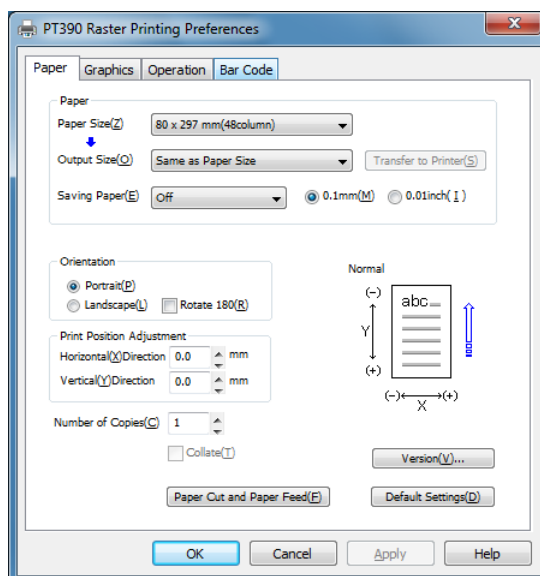 PT390 Raster Printing Preferences
Paper Graphics Operation Bar Code
Paper
Paper Size(Z) 80 x 297 mm(48column)
Output Size(O) Same as Paper Size Transfer to Printer(S)
Saving Paper(E) Off 0.1mm(M) 0.01inch( I )
Orientation
Portrait(P)
Landscape(L) Rotate 180(R)
Print Position Adjustment
Horizontal(X)Direction 0.0 mm
Vertical(Y)Direction 0.0 mm
Number of Copies(C) 1
Collate(T)
Normal
(-)
abc
Y
(+)
(-) (+)
X
Version(V)...
Paper Cut and Paper Feed(F) Default Settings(D)
OK Cancel Apply Help